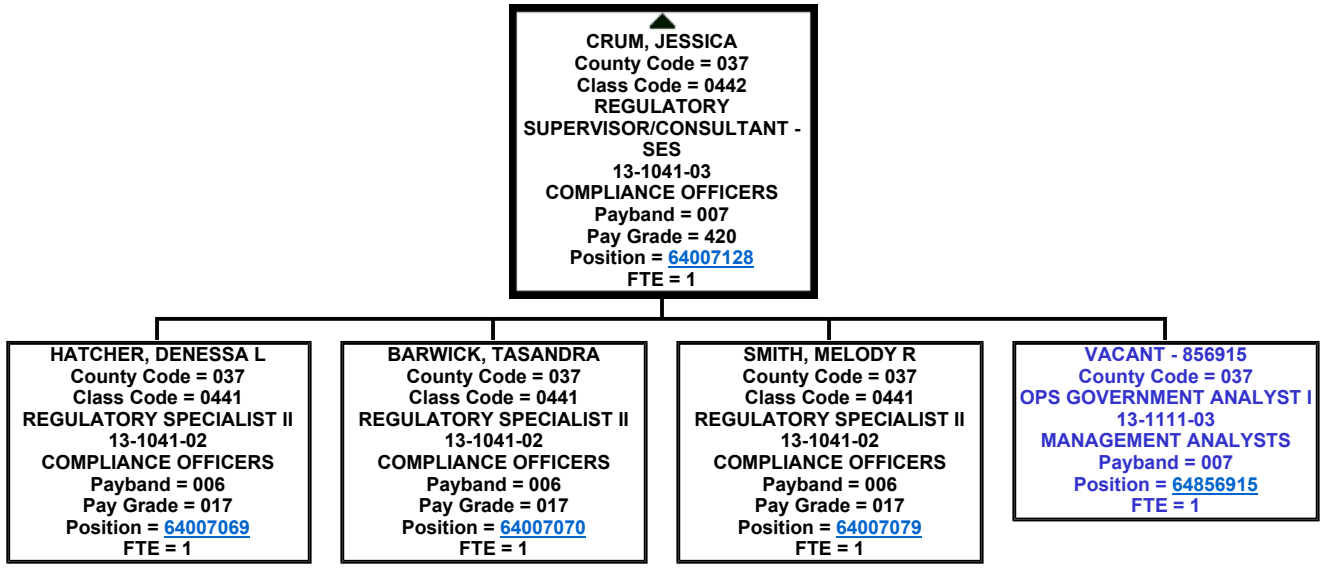 CRUM, JESSICA
County Code = 037
Class Code = 0442
REGULATORY
SUPERVISOR/CONSULTANT -
SES
13-1041-03
COMPLIANCE OFFICERS
Payband = 007
Pay Grade = 420
Position = 64007128
FTE = 1
HATCHER, DENESSA L
County Code = 037
Class Code = 0441
REGULATORY SPECIALIST II
13-1041-02
COMPLIANCE OFFICERS
Payband = 006
Pay Grade = 017
Position = 64007069
FTE = 1
BARWICK, TASANDRA
County Code = 037
Class Code = 0441
REGULATORY SPECIALIST II
13-1041-02
COMPLIANCE OFFICERS
Payband = 006
Pay Grade = 017
Position = 64007070
FTE = 1
SMITH, MELODY R
County Code = 037
Class Code = 0441
REGULATORY SPECIALIST II
13-1041-02
COMPLIANCE OFFICERS
Payband = 006
Pay Grade = 017
Position = 64007079
FTE = 1
VACANT - 856915
County Code = 037
OPS GOVERNMENT ANALYST I
13-1111-03
MANAGEMENT ANALYSTS
Payband = 007
Position = 64856915
FTE = 1